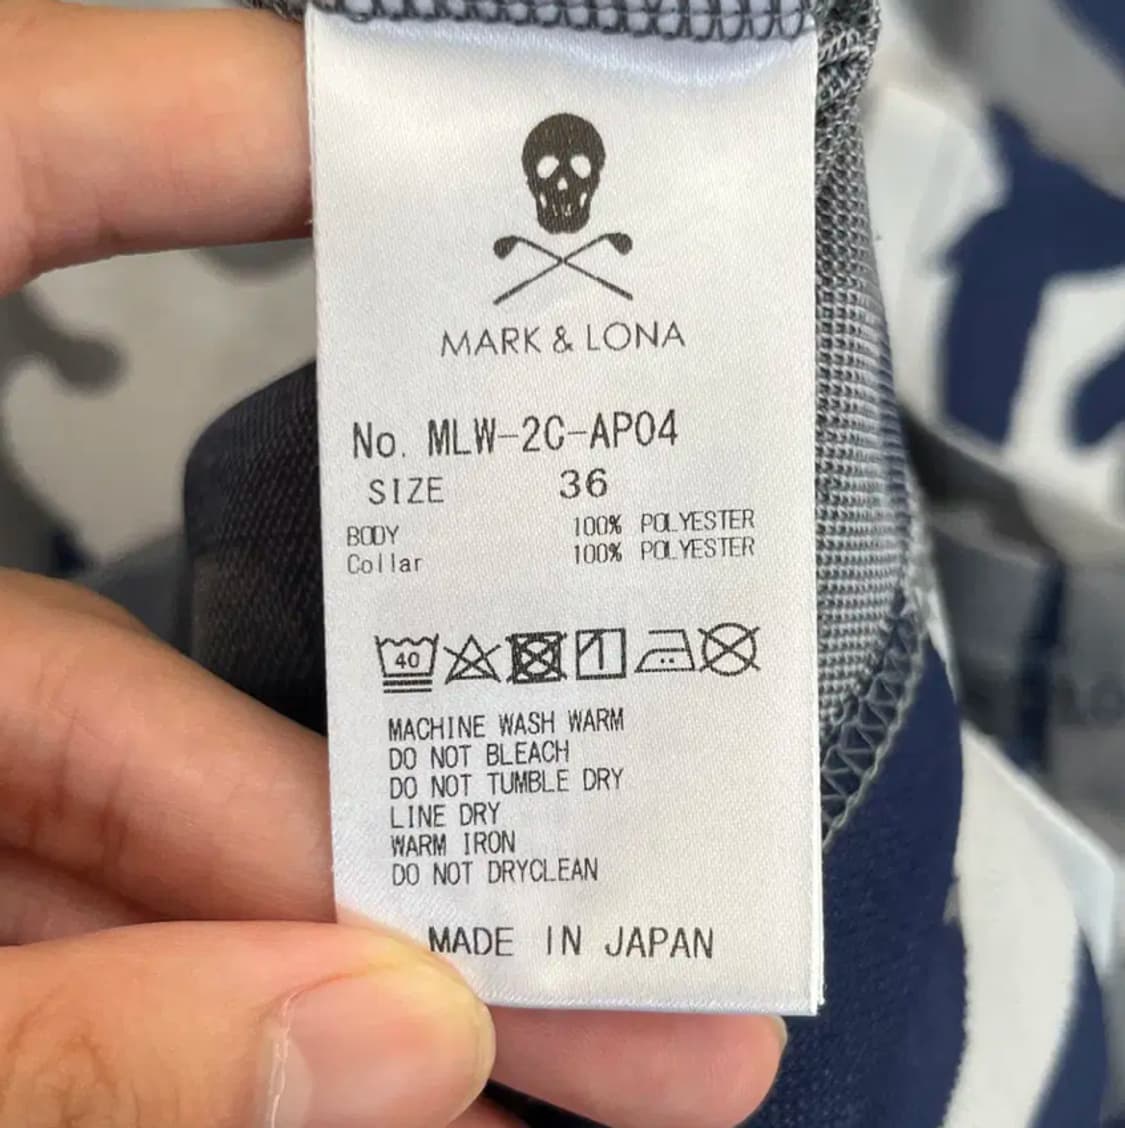 MARK & LONA
No. MLW-2C-AP04
SIZE 36
BODY 100% POLYESTER
Collar 100% POLYESTER
40
MACHINE WASH WARM
DO NOT BLEACH
DO NOT TUMBLE DRY
LINE DRY
WARM IRON
DO NOT DRYCLEAN
MADE IN JAPAN